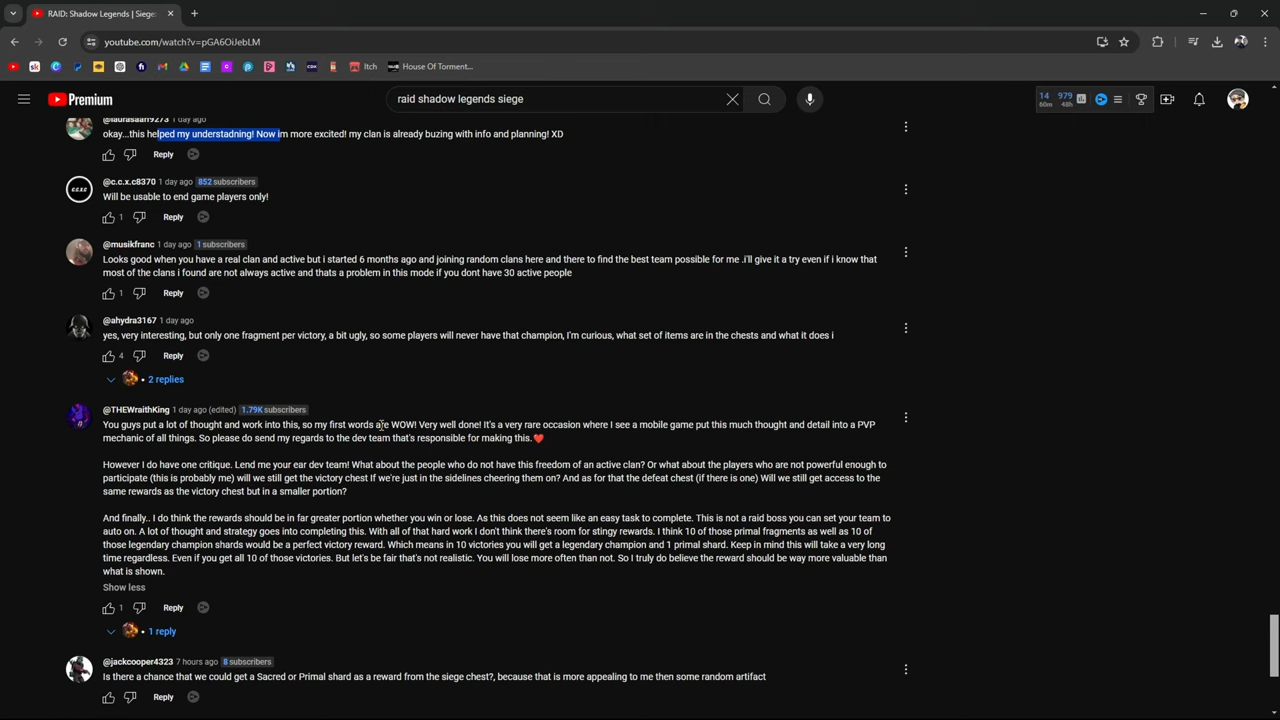 RAID: Shadow Legends | Siege
youtube.com/watch?v=pGA6OiJebLM
Itch
House Of Torment...
Premium
raid shadow legends siege
14 979
60m 48h
@laurasaari9273 1 day ago
okay...this helped my understadning! Now im more excited! my clan is already buzing with info and planning! XD
Reply
c.c.x.c
@c.c.x.c8370 1 day ago 852 subscribers
Will be usable to end game players only!
1 Reply
@musikfranc 1 day ago 1 subscribers
Looks good when you have a real clan and active but i started 6 months ago and joining random clans here and there to find the best team possible for me .i'll give it a try even if i know that
most of the clans i found are not always active and thats a problem in this mode if you dont have 30 active people
1 Reply
@ahydra3167 1 day ago
yes, very interesting, but only one fragment per victory, a bit ugly, so some players will never have that champion, I'm curious, what set of items are in the chests and what it does i
4 Reply
2 replies
@THEWraithKing 1 day ago (edited) 1.79K subscribers
You guys put a lot of thought and work into this, so my first words are WOW! Very well done! It's a very rare occasion where I see a mobile game put this much thought and detail into a PVP
mechanic of all things. So please do send my regards to the dev team that's responsible for making this.❤️
However I do have one critique. Lend me your ear dev team! What about the people who do not have this freedom of an active clan? Or what about the players who are not powerful enough to
participate (this is probably me) will we still get the victory chest If we're just in the sidelines cheering them on? And as for that the defeat chest (if there is one) Will we still get access to the
same rewards as the victory chest but in a smaller portion?
And finally.. I do think the rewards should be in far greater portion whether you win or lose. As this does not seem like an easy task to complete. This is not a raid boss you can set your team to
auto on. A lot of thought and strategy goes into completing this. With all of that hard work I don't think there's room for stingy rewards. I think 10 of those primal fragments as well as 10 of
those legendary champion shards would be a perfect victory reward. Which means in 10 victories you will get a legendary champion and 1 primal shard. Keep in mind this will take a very long
time regardless. Even if you get all 10 of those victories. But let's be fair that's not realistic. You will lose more often than not. So I truly do believe the reward should be way more valuable than
what is shown.
Show less
1 Reply
1 reply
@jackcooper4323 7 hours ago 8 subscribers
Is there a chance that we could get a Sacred or Primal shard as a reward from the siege chest?, because that is more appealing to me then some random artifact
Reply